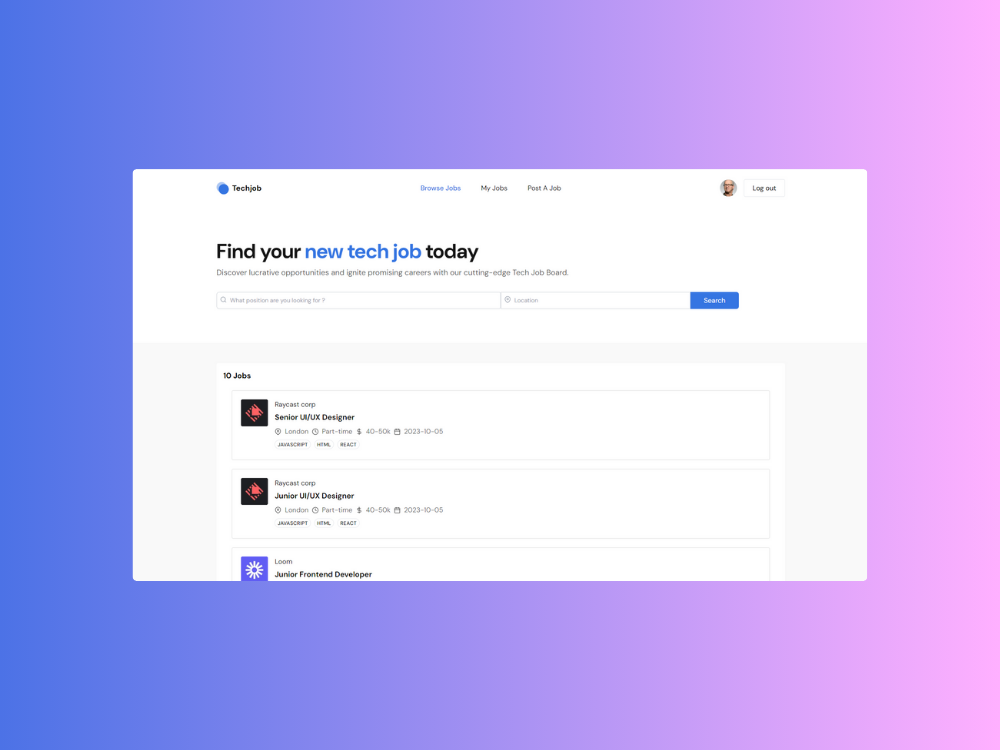 Techjob
Browse Jobs
My Jobs
Post A Job
Log out
Find your new tech job today
Discover lucrative opportunities and ignite promising careers with our cutting-edge Tech Job Board.
What position are you looking for ?
Location
Search
10 Jobs
Raycast corp
Senior UI/UX Designer
London Part-time $ 40-50k 2023-10-05
JAVASCRIPT HTML REACT
Raycast corp
Junior UI/UX Designer
London Part-time $ 40-50k 2023-10-05
JAVASCRIPT HTML REACT
Loom
Junior Frontend Developer